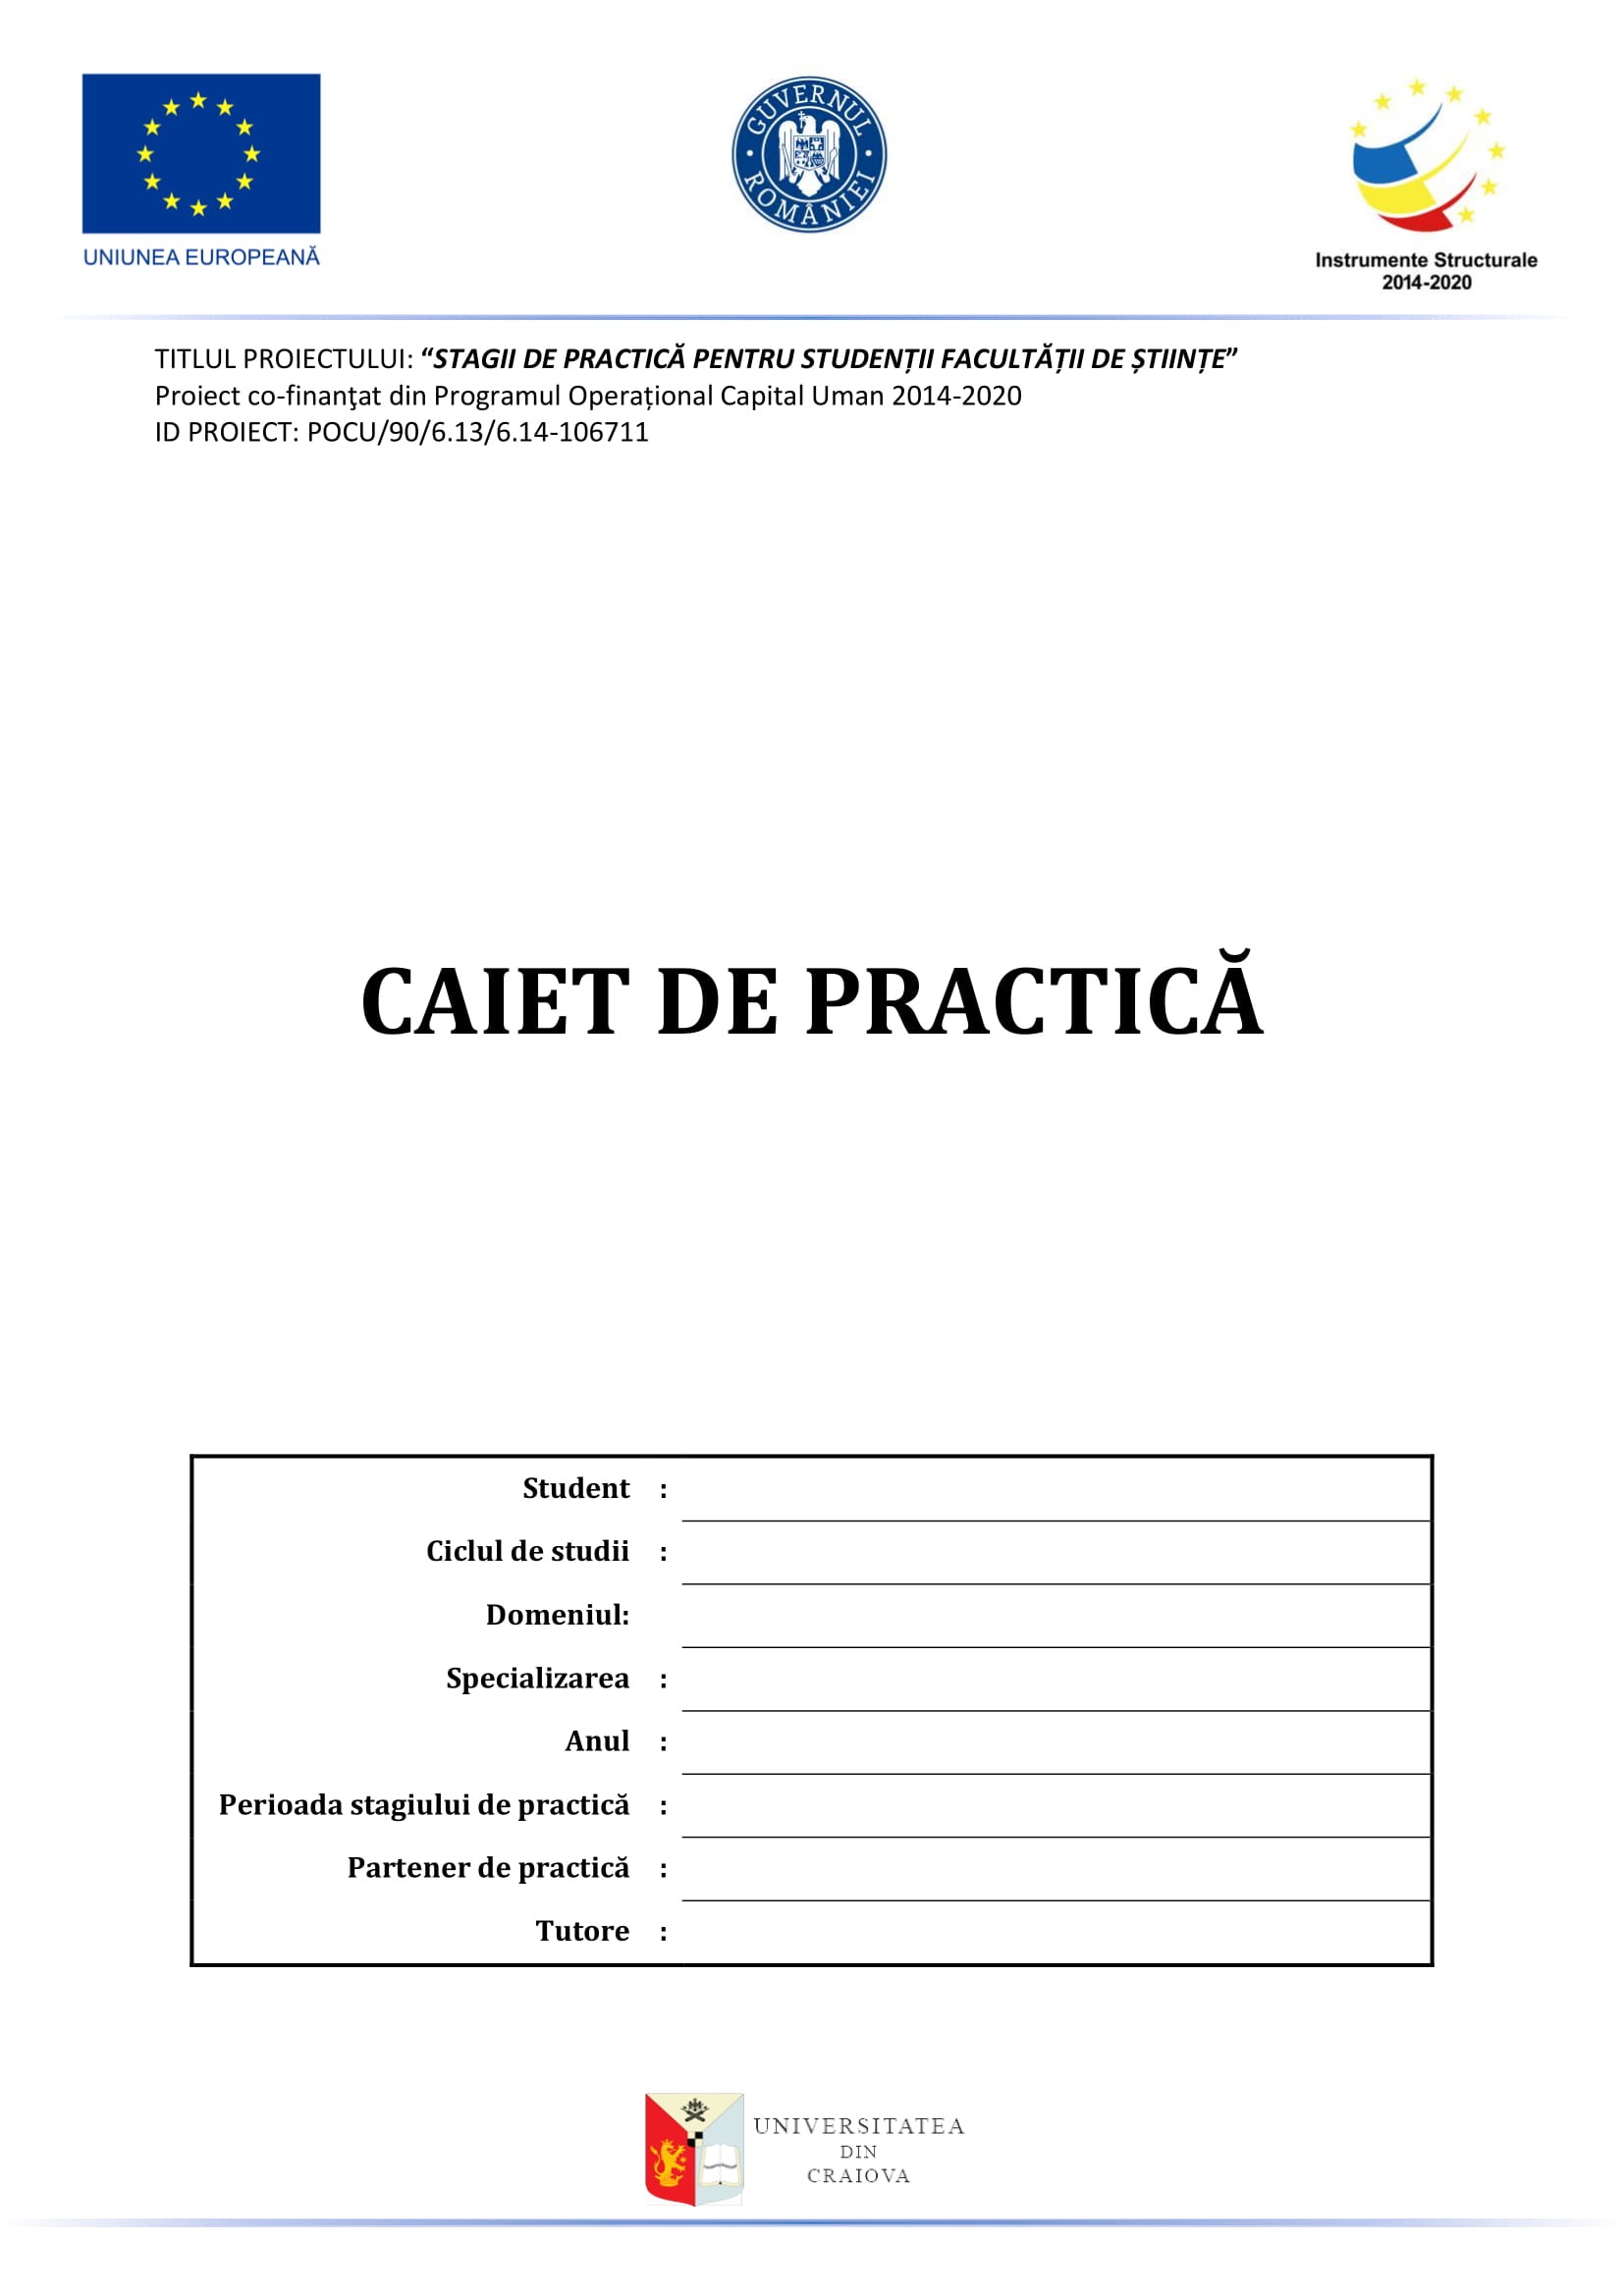 UNIUNEA EUROPEANĂ
GUVERNUL ROMÂNIEI
Instrumente Structurale
2014-2020
TITLUL PROIECTULUI: “STAGII DE PRACTICĂ PENTRU STUDENȚII FACULTĂȚII DE ȘTIINȚE”
Proiect co-finanţat din Programul Operațional Capital Uman 2014-2020
ID PROIECT: POCU/90/6.13/6.14-106711
CAIET DE PRACTICĂ
Student :
Ciclul de studii :
Domeniul:
Specializarea :
Anul :
Perioada stagiului de practică :
Partener de practică :
Tutore :
UNIVERSITATEA
DIN
CRAIOVA